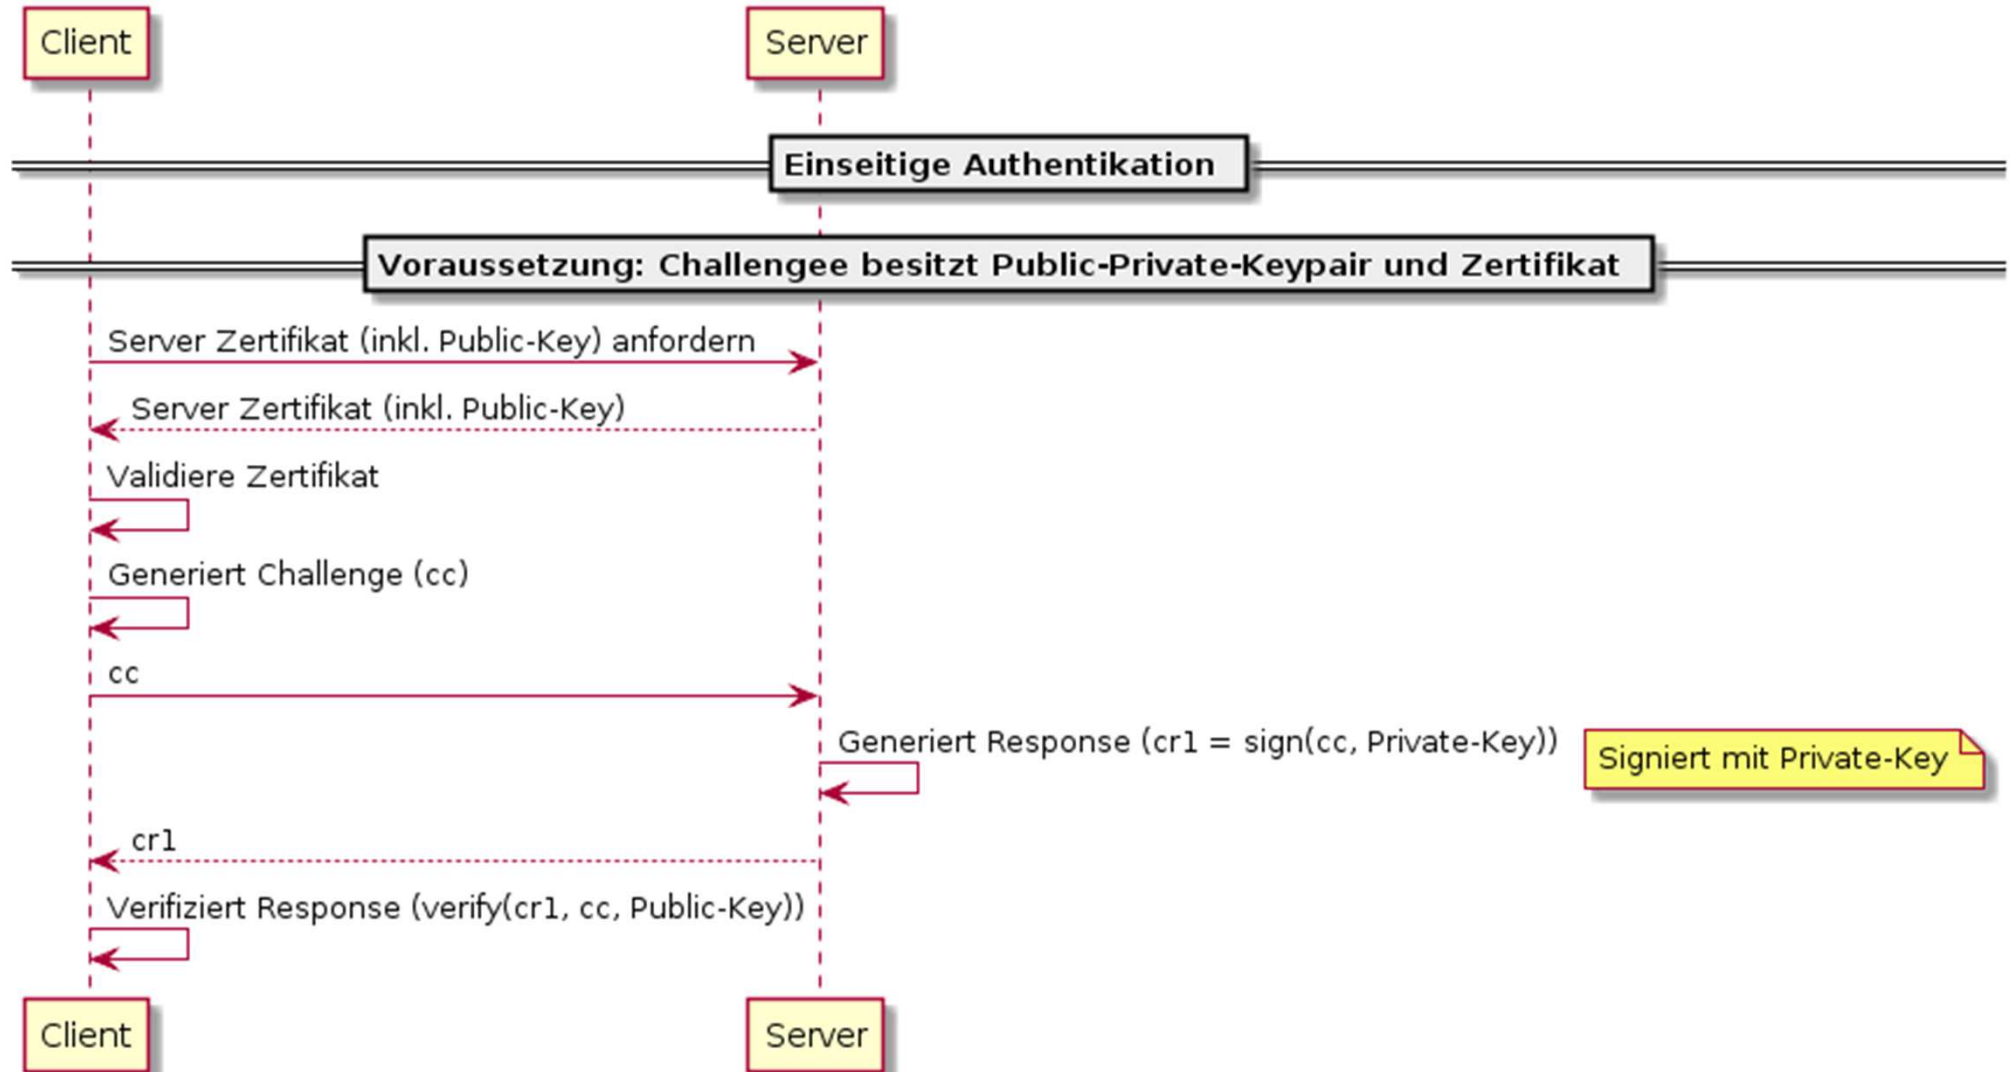 Client
Server
Einseitige Authentikation
Voraussetzung: Challengee besitzt Public-Private-Keypair und Zertifikat
Server Zertifikat (inkl. Public-Key) anfordern
Server Zertifikat (inkl. Public-Key)
Validiere Zertifikat
Generiert Challenge (cc)
cc
Generiert Response (cr1 = sign(cc, Private-Key))
Signiert mit Private-Key
cr1
Verifiziert Response (verify(cr1, cc, Public-Key))
Client
Server